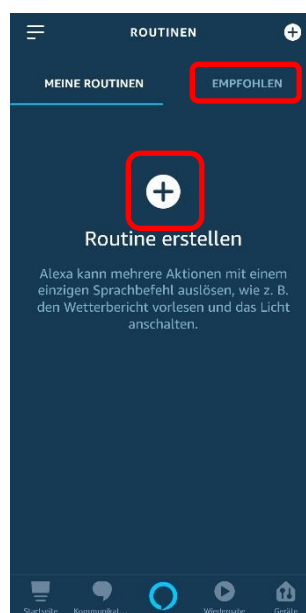 ROUTINEN
MEINE ROUTINEN
EMPFOHLEN
Routine erstellen
Alexa kann mehrere Aktionen mit einem
einzigen Sprachbefehl auslösen, wie z. B.
den Wetterbericht vorlesen und das Licht
anschalten.
Startseite Kommunikat... Wiedergabe Geräte